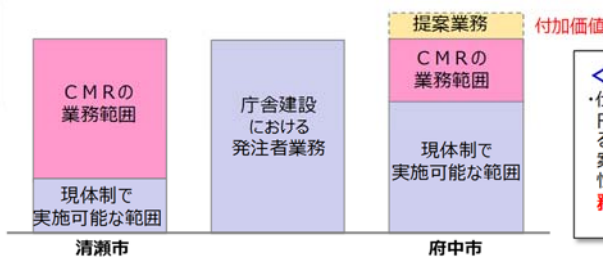 提案業務
付加価値
CMRの
業務範囲
現体制で
実施可能な範囲
清瀬市
庁舎建設
における
発注者業務
CMRの
業務範囲
現体制で
実施可能な範囲
府中市